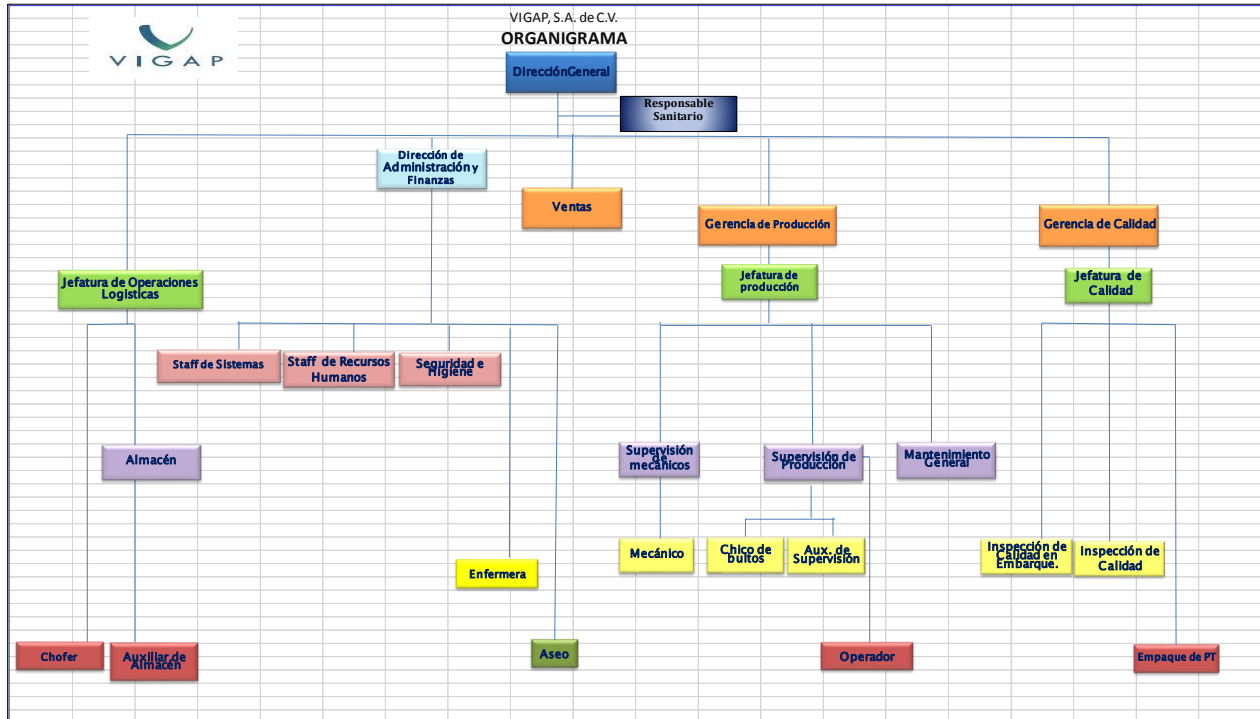 VIGAP
VIGAP, S.A. de C.V.
ORGANIGRAMA
DirecciónGeneral
Responsable
Sanitario
Dirección de
Administración y
Finanzas
Ventas
Gerencia de Producción
Gerencia de Calidad
Jefatura de Operaciones
Logisticas
Jefatura de
producción
Jefatura de
Calidad
Staff de Sistemas
Staff de Recursos
Humanos
Seguridad e
Higiene
Almacén
Supervisión
de
mecánicos
Supervisión de
Producción
Mantenimiento
General
Mecánico
Chico de
bultos
Aux. de
Supervisión
Inspección de
Calidad en
Embarque.
Inspección de
Calidad
Enfermera
Chofer
Auxiliar de
Almacén
Aseo
Operador
Empaque de PT